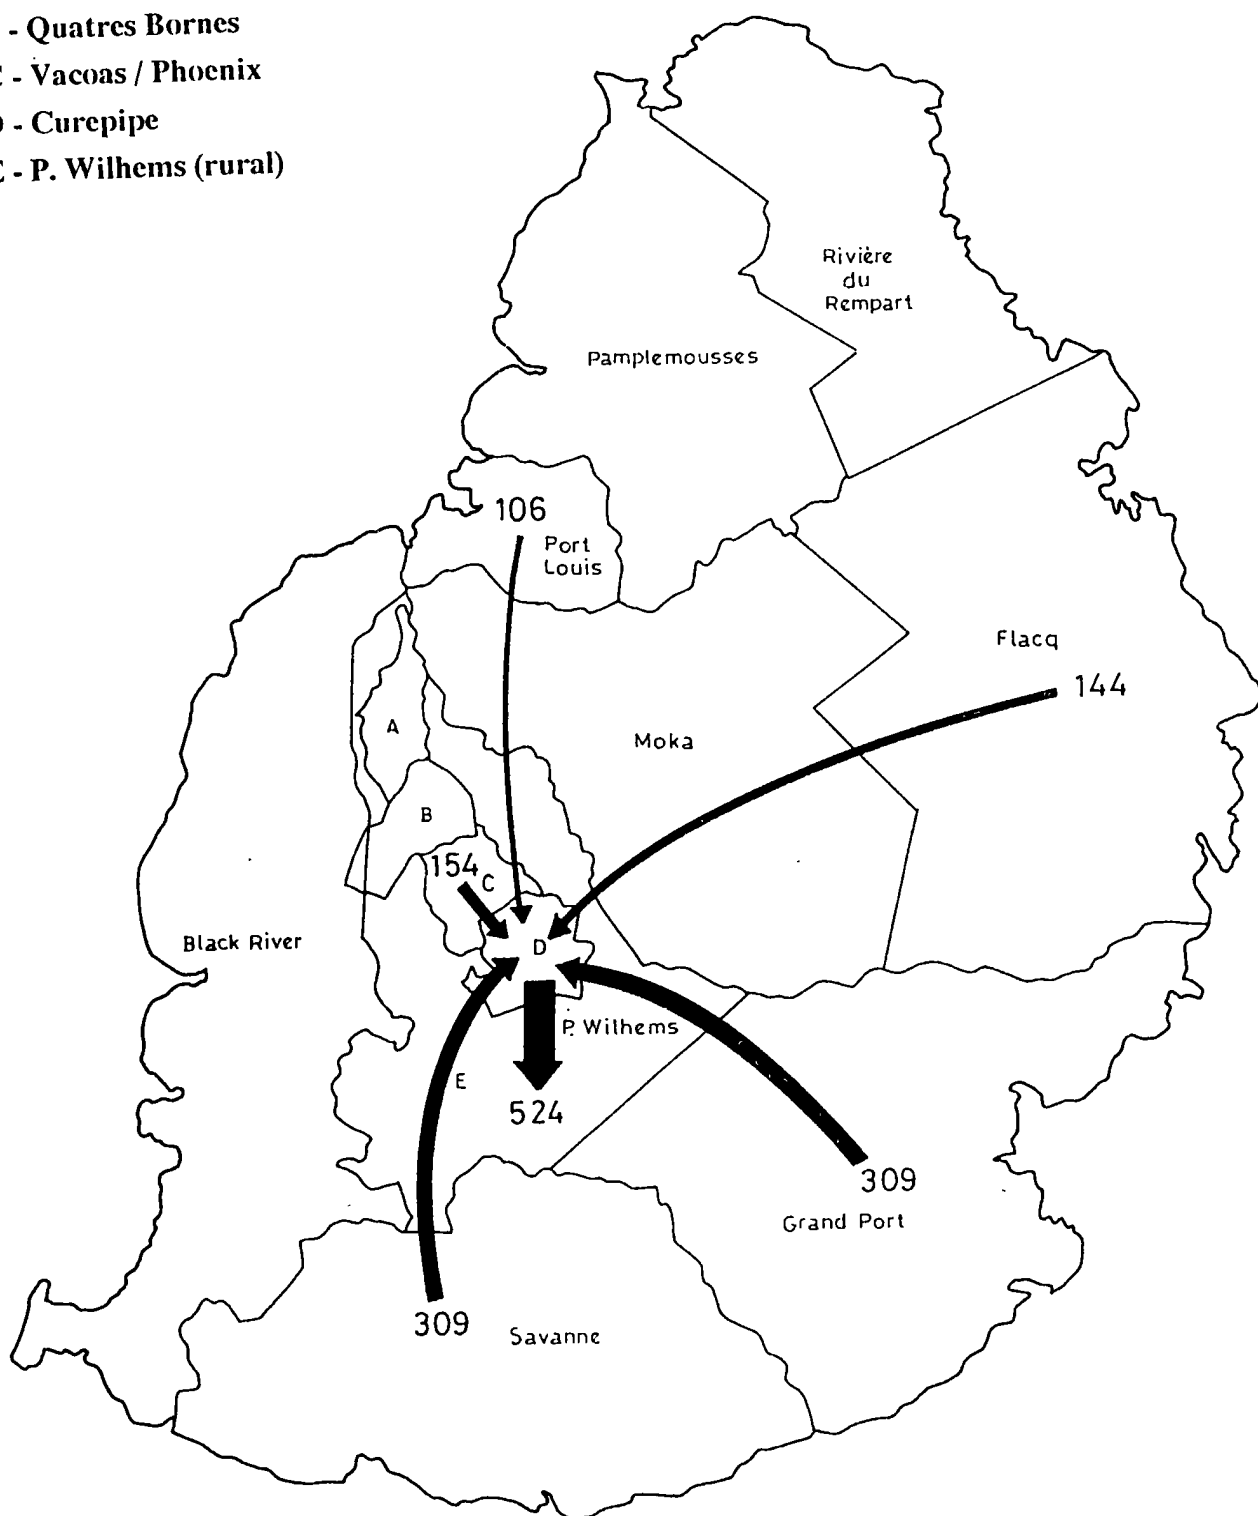 - Quatres Bornes
- Vacoas / Phoenix
- Curepipe
- P. Wilhems (rural)
Rivière
du
Rempart
Pamplemousses
106
Port
Louis
Flacq
144
A
Moka
B
154
C
Black River
D
P. Wilhems
E
524
309
Grand Port
309
Savanne